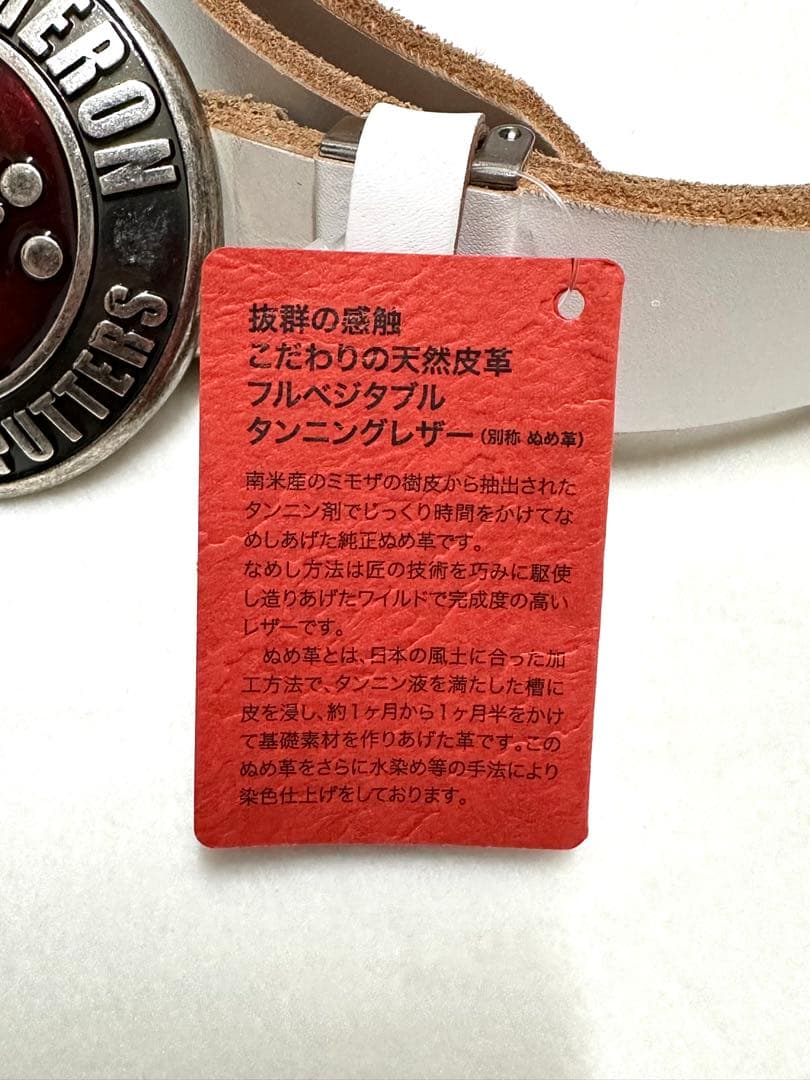 ERON
PUTTERS
抜群の感触
こだわりの天然皮革
フルベジタブル
タンニングレザー（別称 ぬめ革）
南米産のミモザの樹皮から抽出された
タンニン剤でじっくり時間をかけてな
めしあげた純正ぬめ革です。
なめし方法は匠の技術を巧みに駆使
し造りあげたワイルドで完成度の高い
レザーです。
　ぬめ革とは、日本の風土に合った加
工方法で、タンニン液を満たした槽に
皮を浸し、約1ヶ月から1ヶ月半をかけ
て基礎素材を作りあげた革です。この
ぬめ革をさらに水染め等の手法により
染色仕上げをしております。